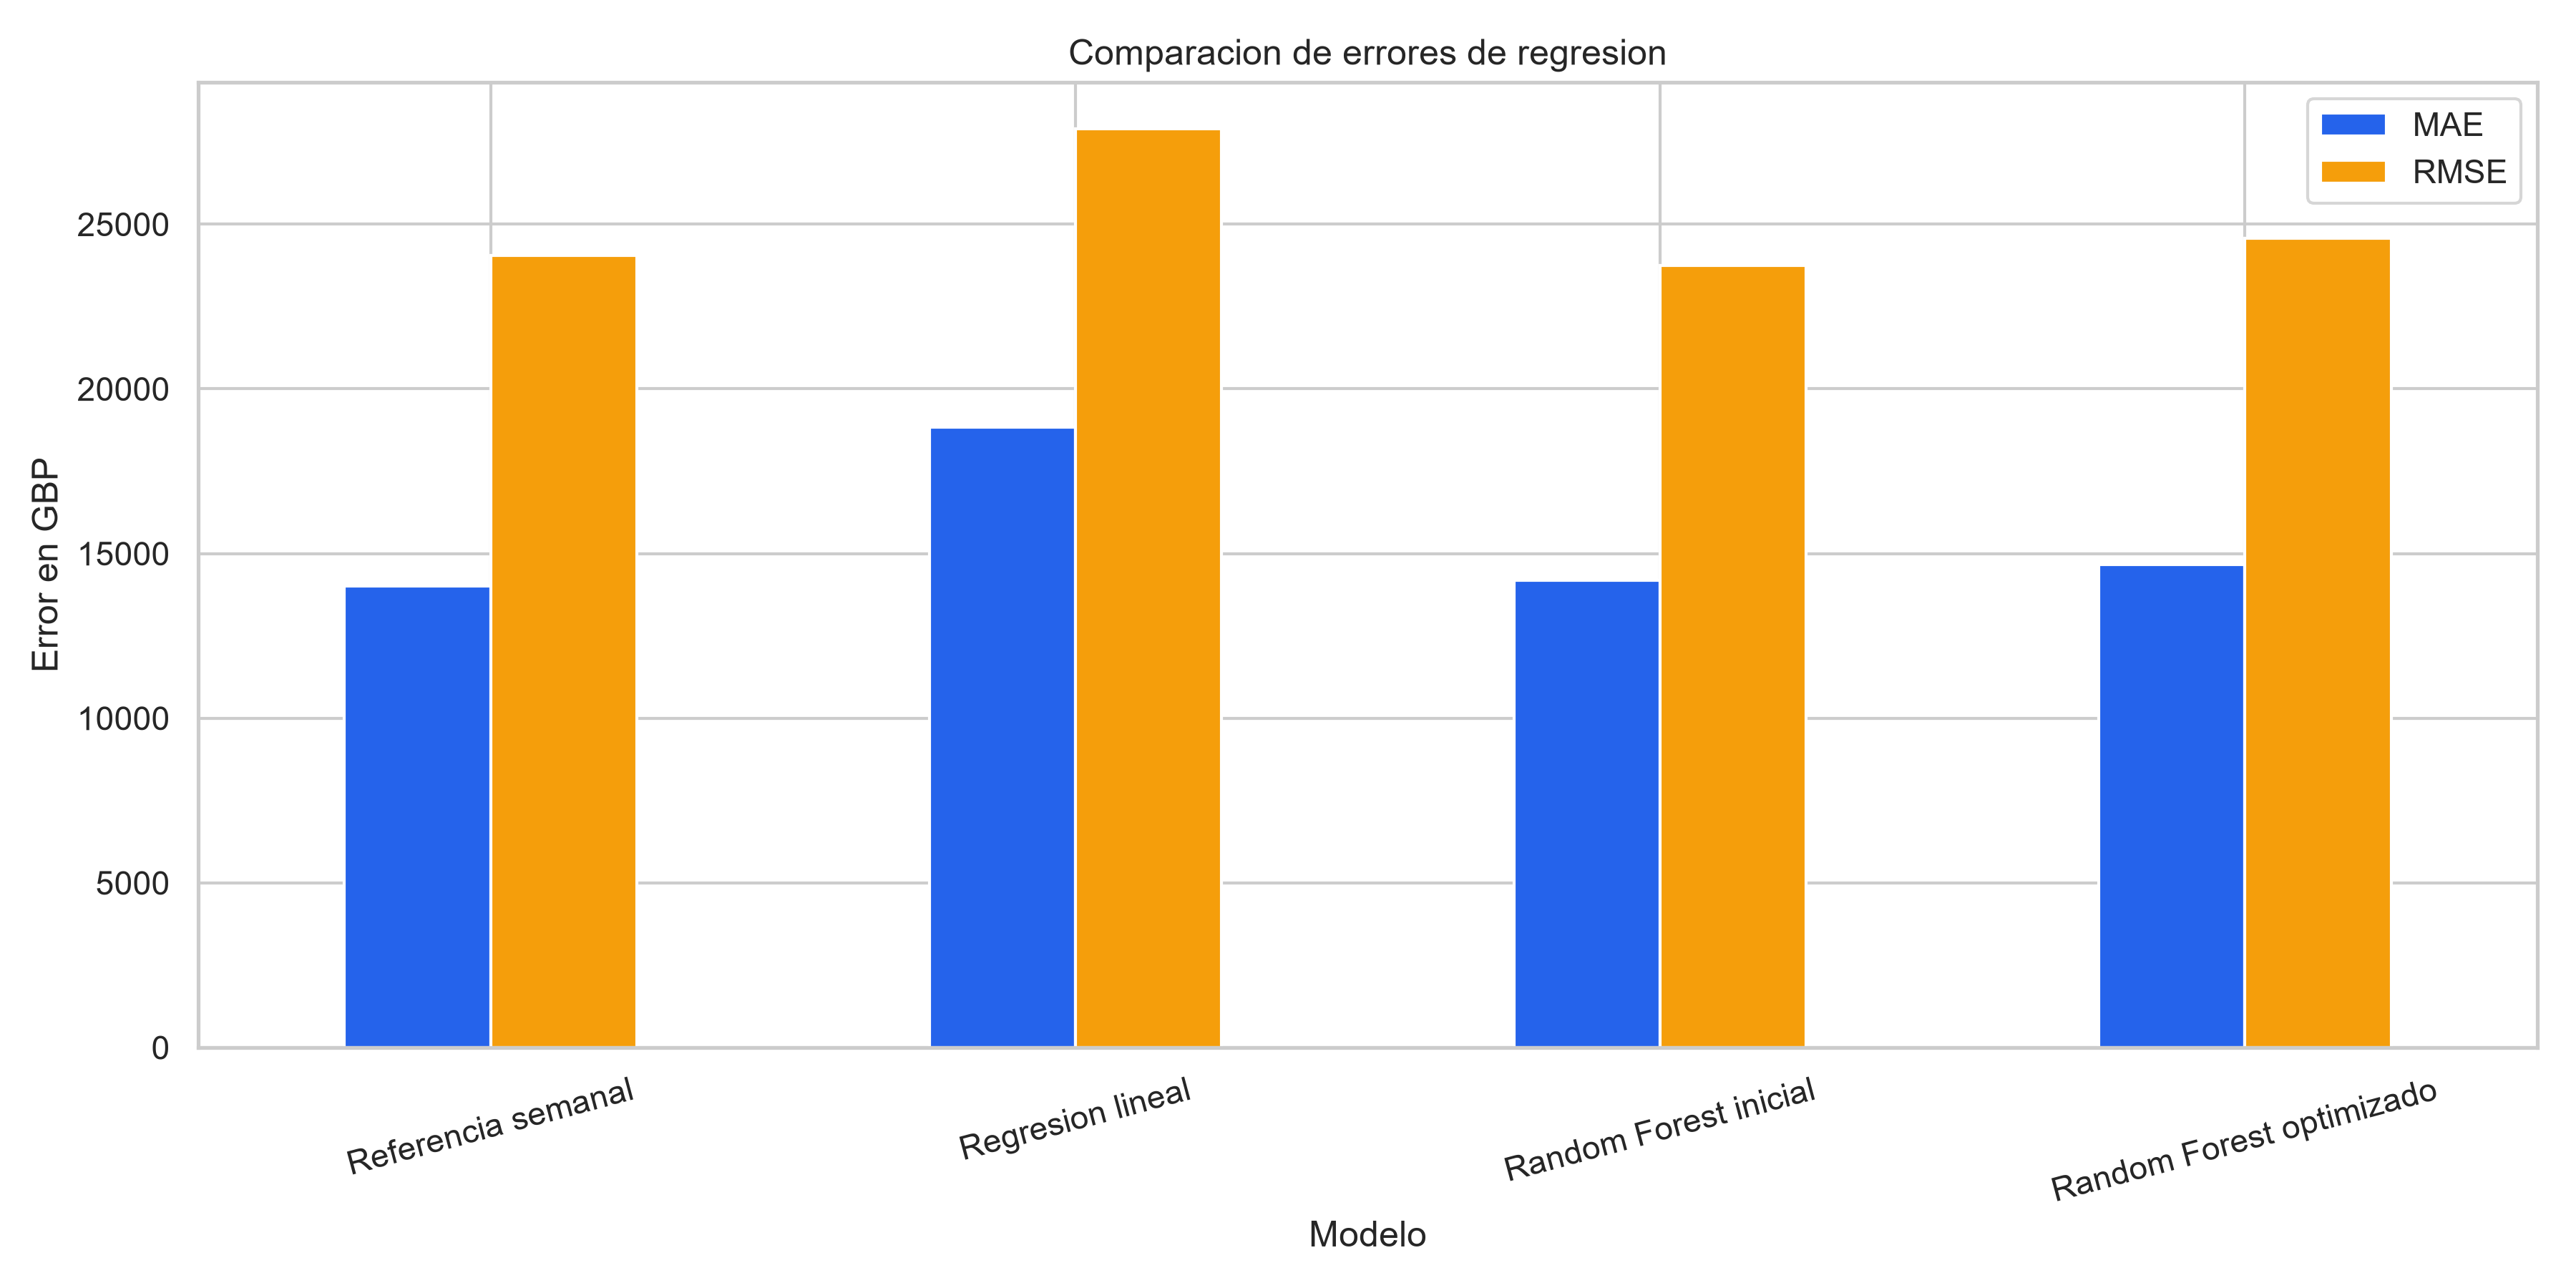 Comparacion de errores de regresion
MAE
RMSE
Error en GBP
25000
20000
15000
10000
5000
0
Referencia semanal
Regresion lineal
Random Forest inicial
Random Forest optimizado
Modelo